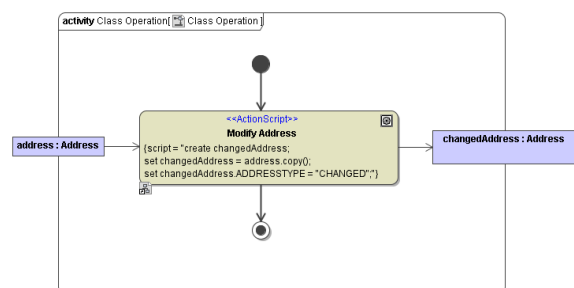 activity Class Operation[ Class Operation ]
<<ActionScript>>
Modify Address
address : Address
{script = "create changedAddress;
set changedAddress = address.copy();
set changedAddress.ADDRESSTYPE = "CHANGED";"}
changedAddress : Address